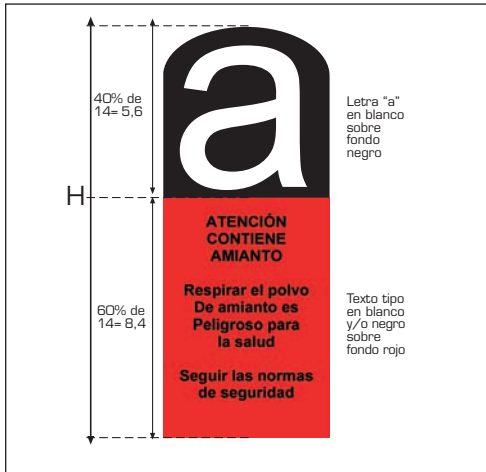 40% de
14= 5,6
a
Letra "a"
en blanco
sobre
fondo
negro
H
ATENCIÓN
CONTIENE
AMIANTO
Respirar el polvo
De amianto es
Peligroso para
la salud
Seguir las normas
de seguridad
60% de
14= 8,4
Texto tipo
en blanco
y/o negro
sobre
fondo rojo